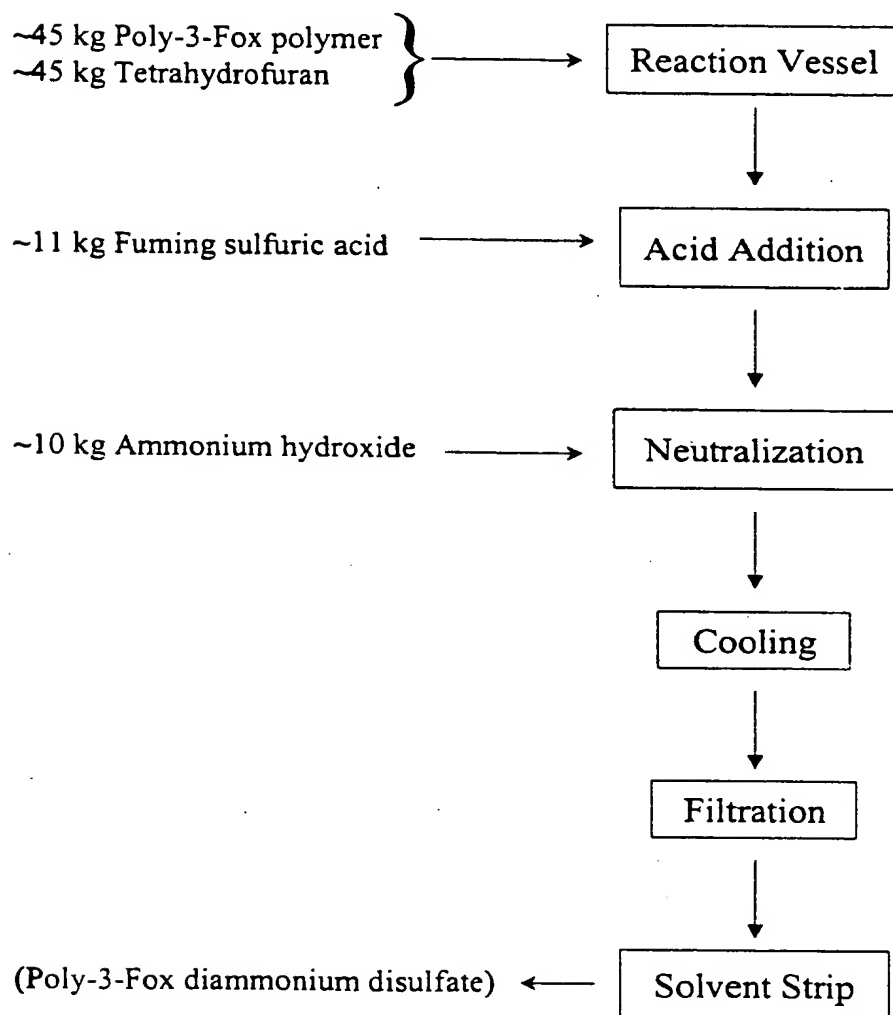 ~45 kg Poly-3-Fox polymer
~45 kg Tetrahydrofuran
Reaction Vessel
~11 kg Fuming sulfuric acid
Acid Addition
~10 kg Ammonium hydroxide
Neutralization
Cooling
Filtration
(Poly-3-Fox diammonium disulfate)
Solvent Strip